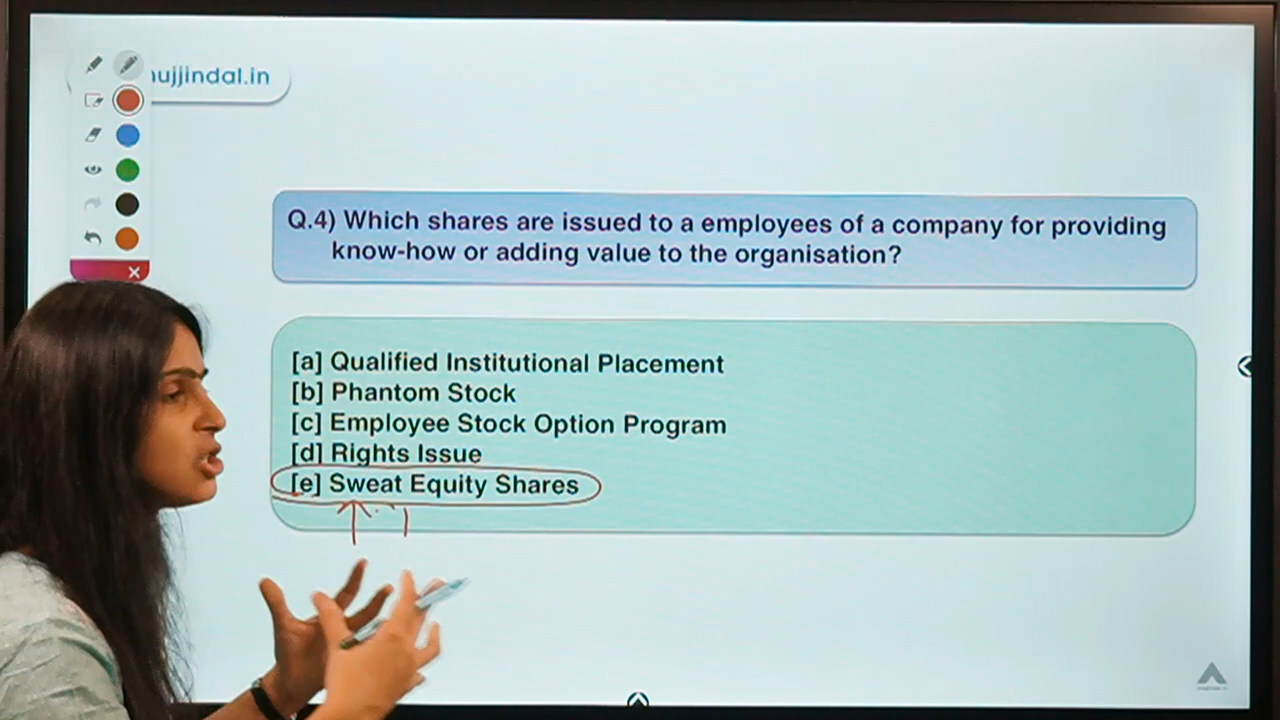 ujjindal.in
Q.4) Which shares are issued to a employees of a company for providing
know-how or adding value to the organisation?
[a] Qualified Institutional Placement
[b] Phantom Stock
[c] Employee Stock Option Program
[d] Rights Issue
[e] Sweat Equity Shares